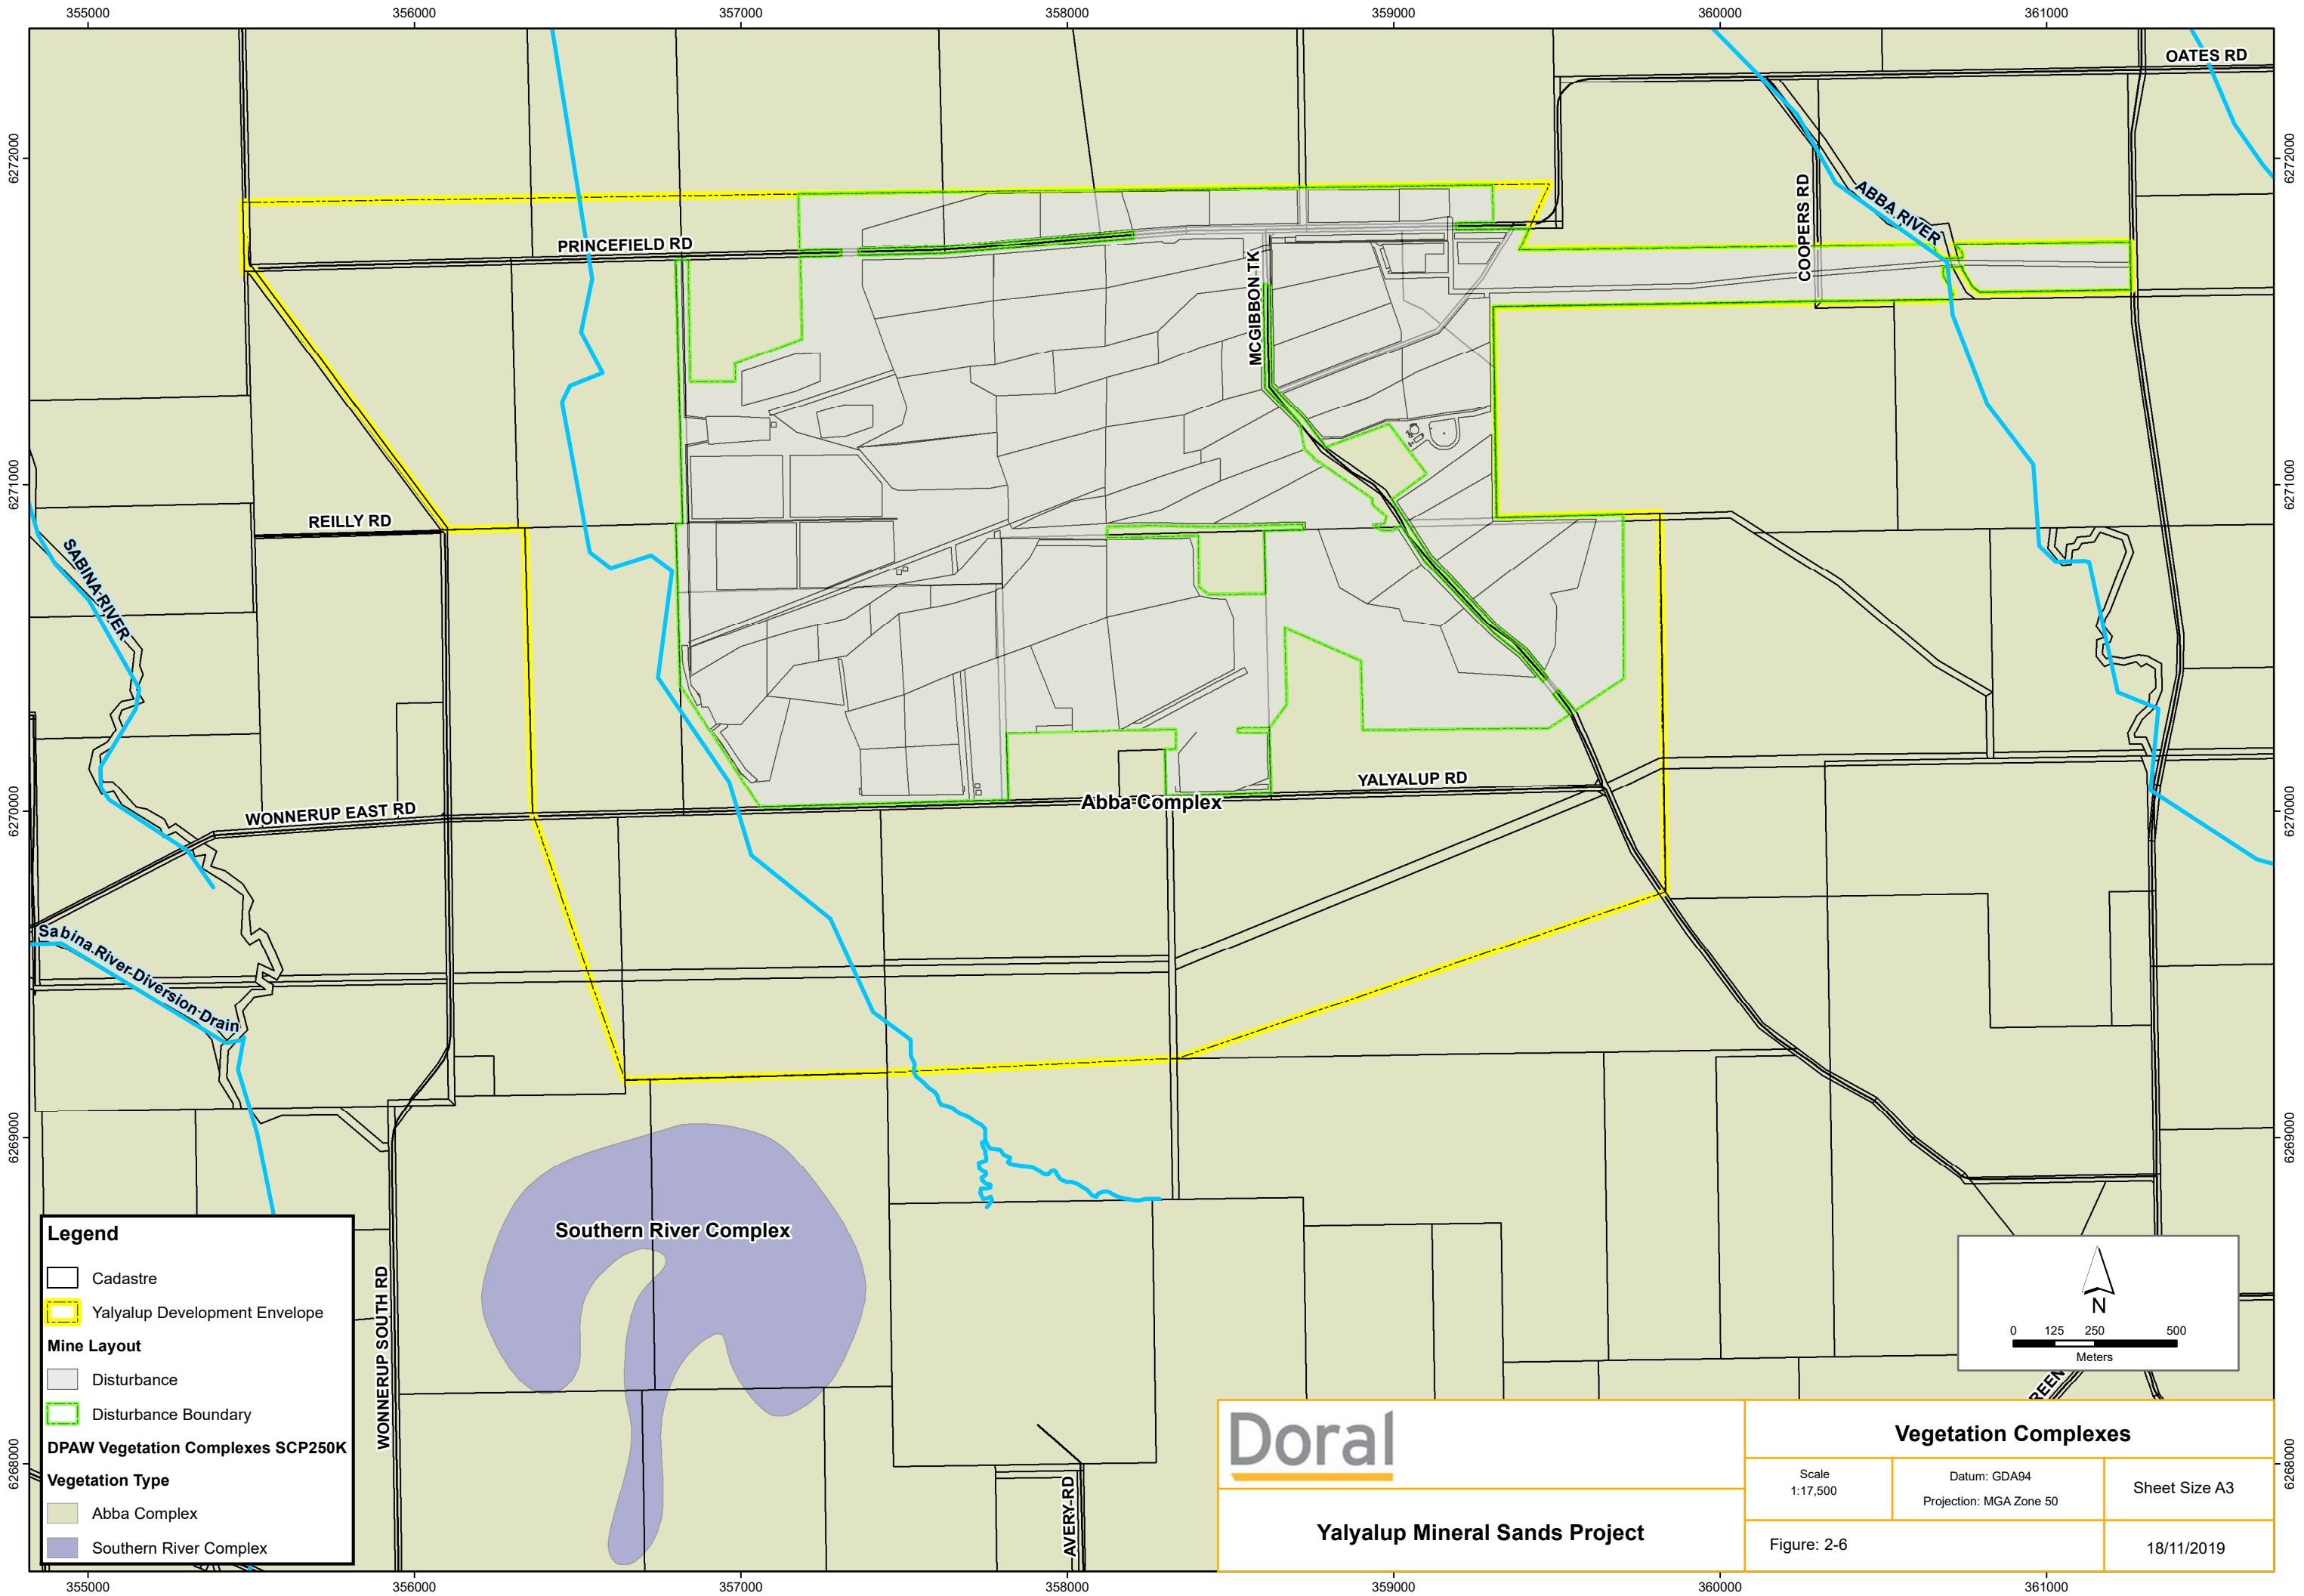 355000
356000
357000
358000
359000
360000
361000
OATES RD
6272000
6272000
COOPERS RD
ABBA RIVER
PRINCEFIELD RD
MCGIBBON TK
6271000
6271000
REILLY RD
SABINA RIVER
YALYALUP RD
Abba Complex
WONNERUP EAST RD
6270000
6270000
Sabina River Diversion Drain
6269000
6269000
Southern River Complex
WONNERUP SOUTH RD
Legend
Cadastre
Yalyalup Development Envelope
Mine Layout
Disturbance
Disturbance Boundary
DPAW Vegetation Complexes SCP250K
Vegetation Type
Abba Complex
Southern River Complex
N
0 125 250 500
Meters
REEN
AVERY RD
6268000
6268000
Doral
Yalyalup Mineral Sands Project
Vegetation Complexes
Scale
1:17,500
Datum: GDA94
Projection: MGA Zone 50
Sheet Size A3
Figure: 2-6
18/11/2019
355000
356000
357000
358000
359000
360000
361000